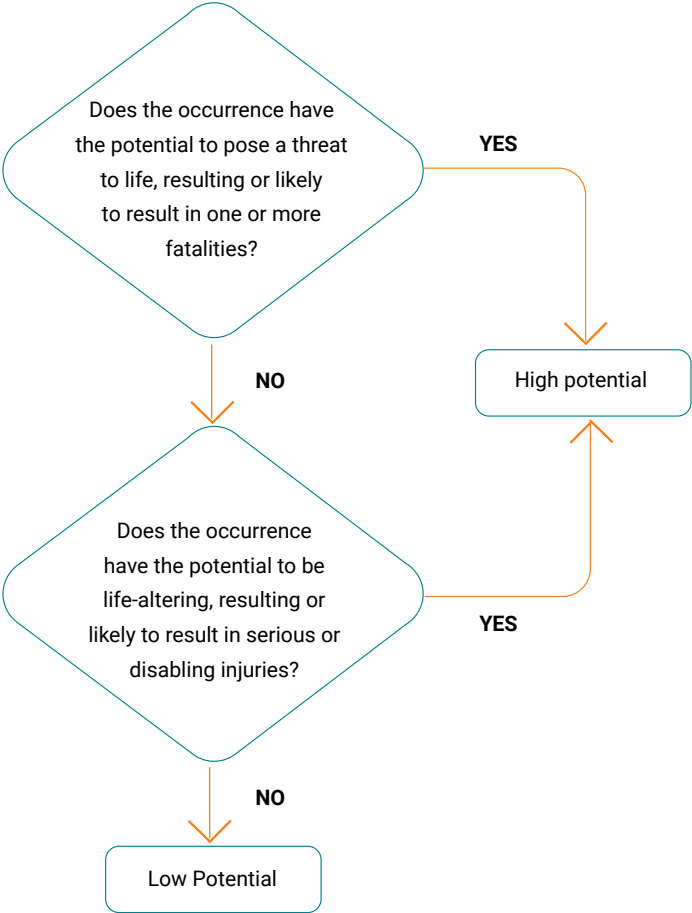 Does the occurrence have
the potential to pose a threat
to life, resulting or likely
to result in one or more
fatalities?
YES
High potential
NO
Does the occurrence
have the potential to be
life-altering, resulting or
likely to result in serious or
disabling injuries?
YES
NO
Low Potential